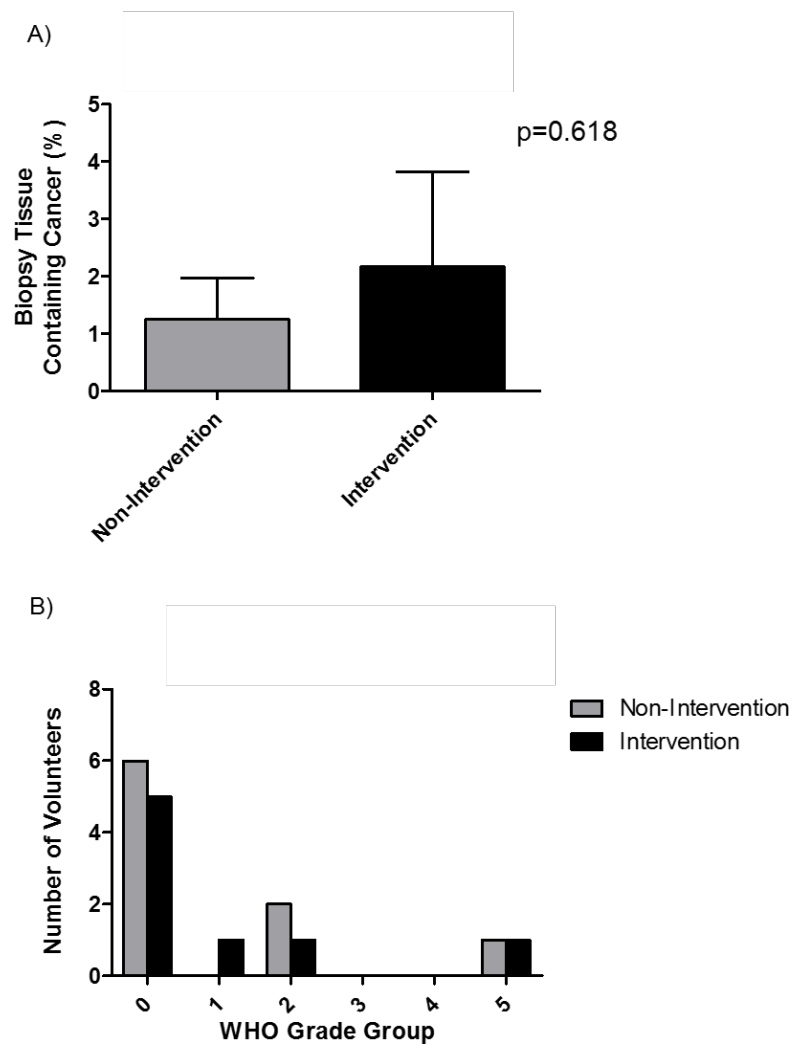 A)
p=0.618
Biopsy Tissue
Containing Cancer (%)
5
4
3
2
1
0
Non-Intervention
Intervention
B)
Non-Intervention
Intervention
Number of Volunteers
8
6
4
2
0
0
1
2
3
4
5
WHO Grade Group